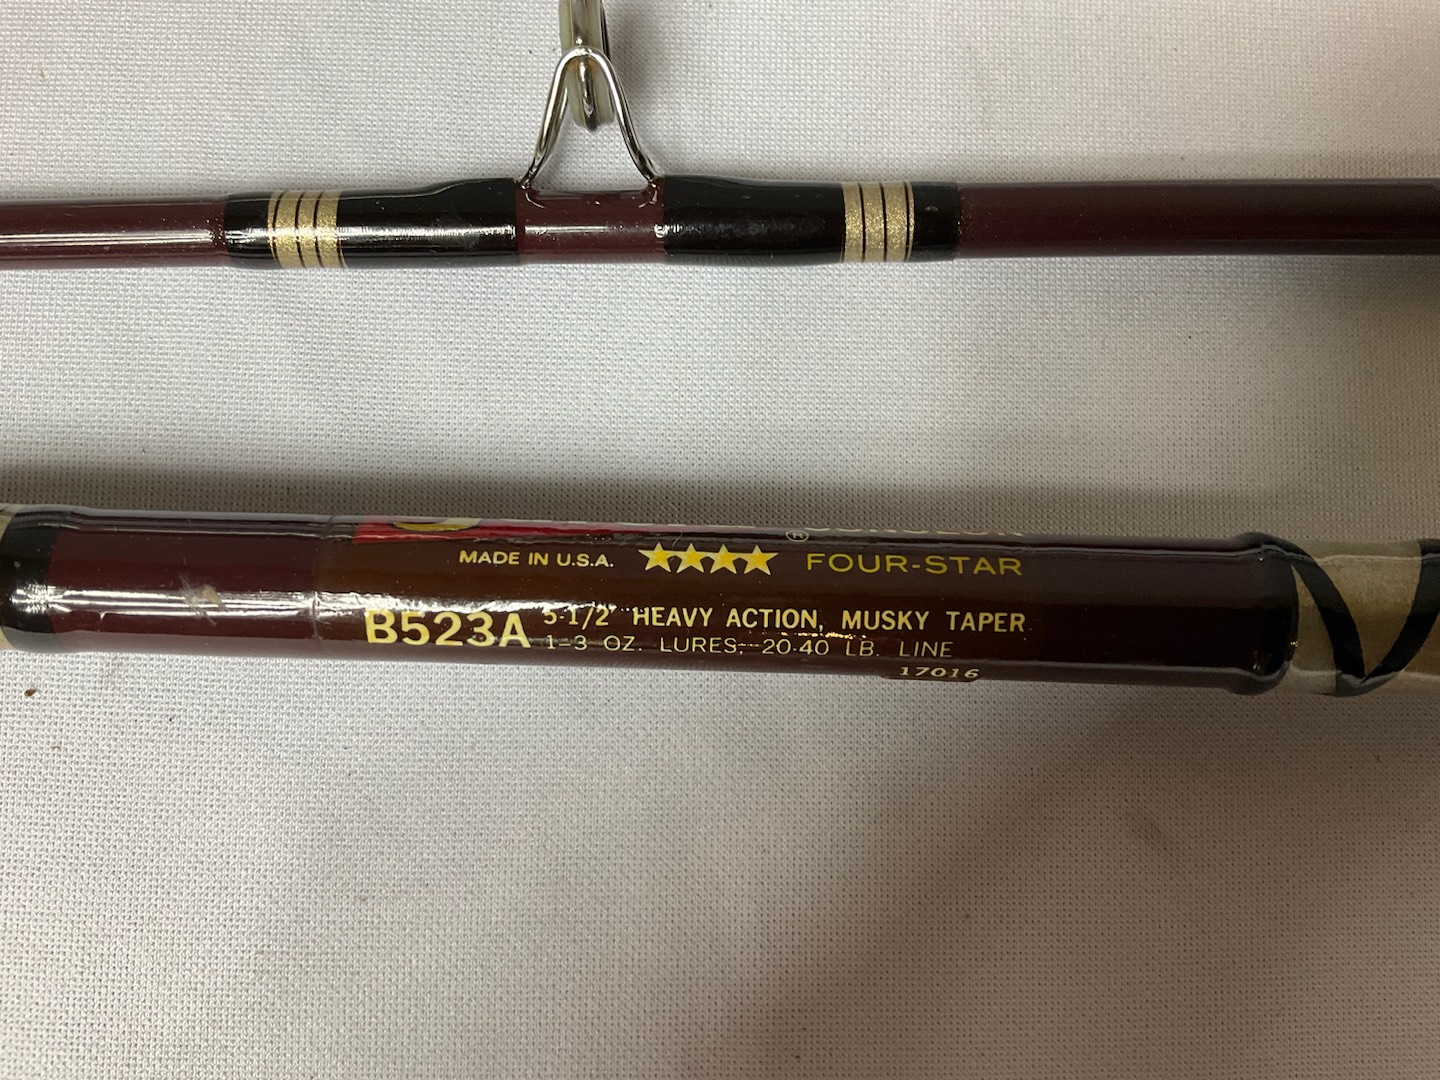 ®
MADE IN U.S.A. ★★★★ FOUR-STAR
B523A 5-1/2' HEAVY ACTION, MUSKY TAPER
1-3 OZ. LURES--20-40 LB. LINE
17016